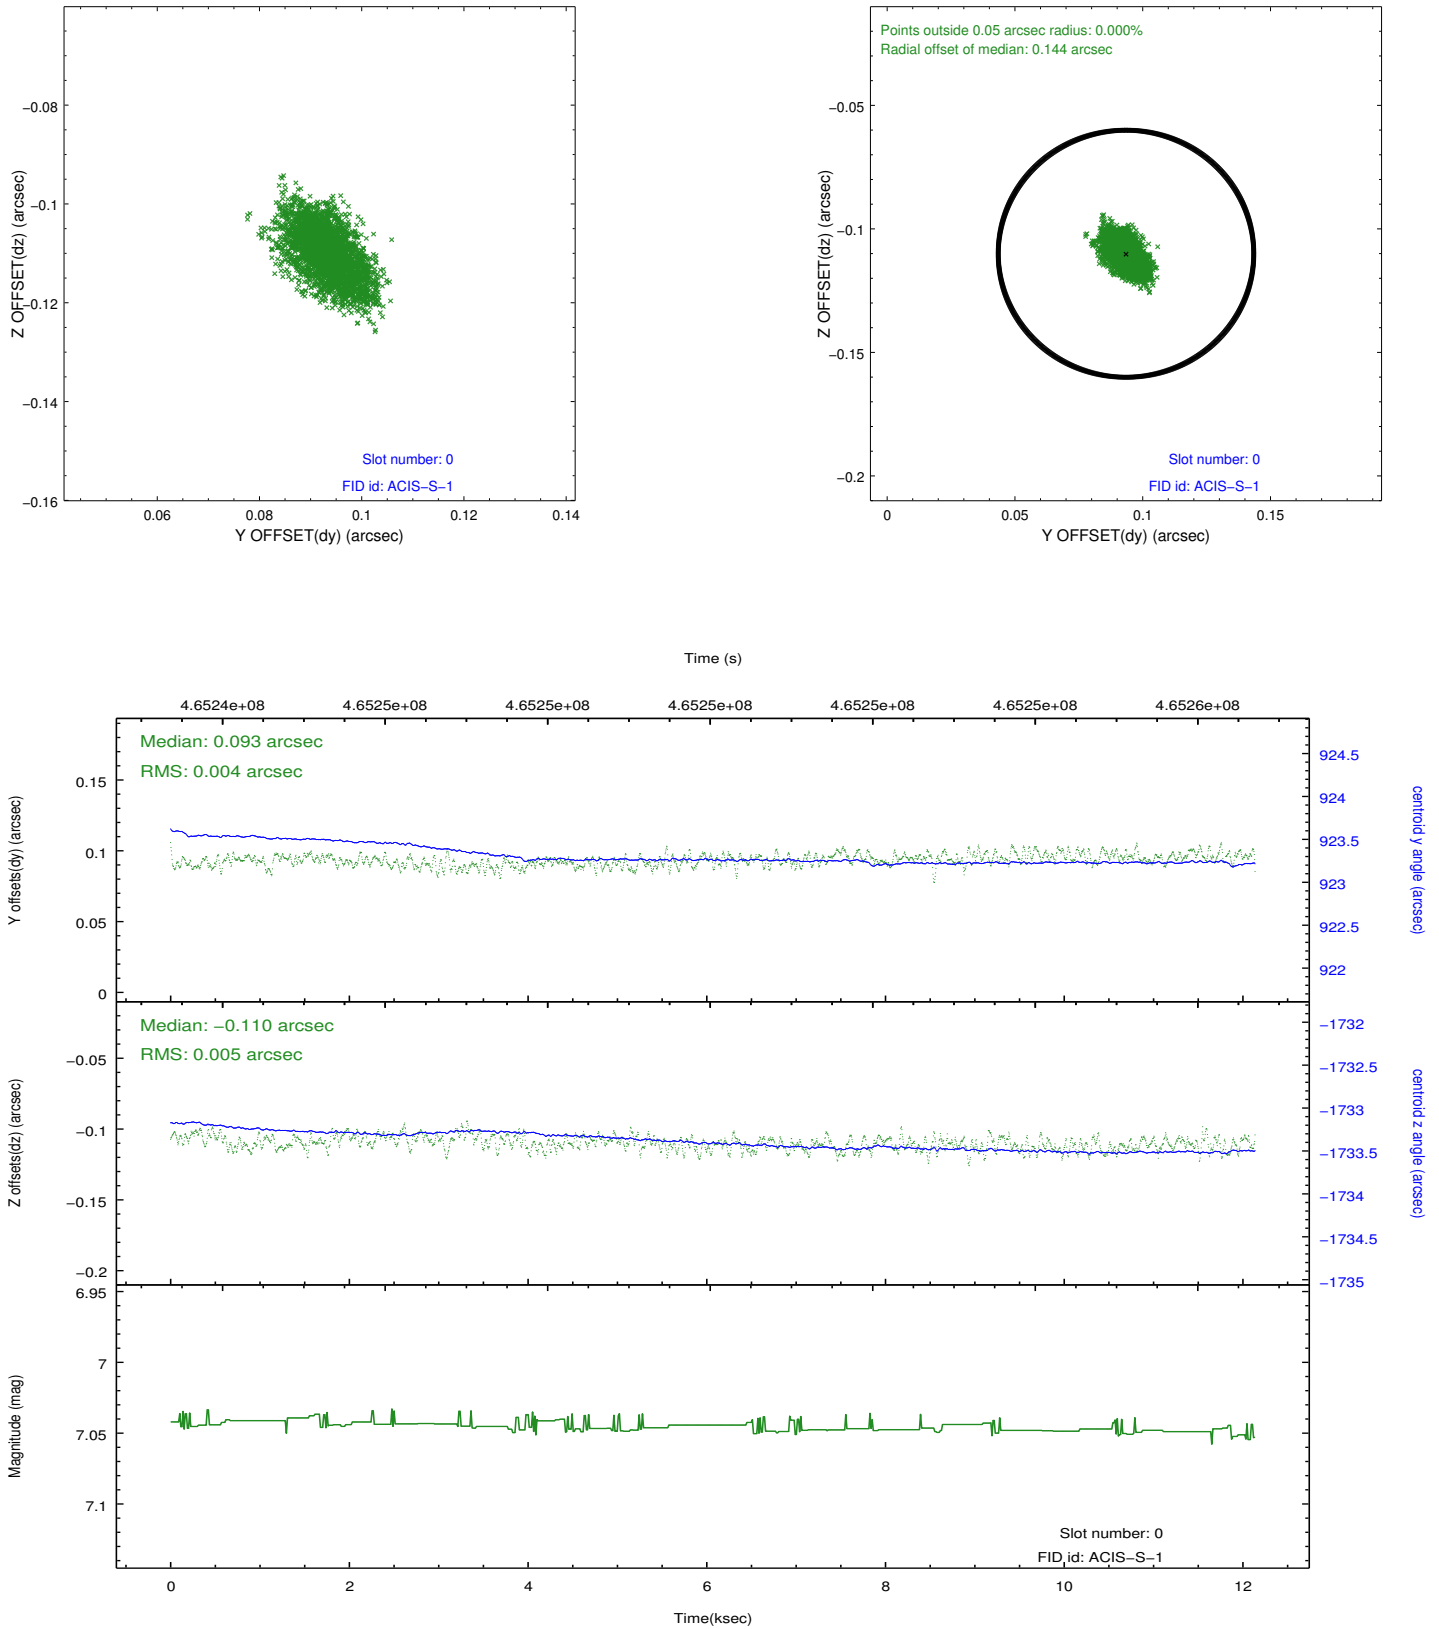 −0.08
−0.1
−0.12
−0.14
−0.16
Z OFFSET(dz) (arcsec)
0.06
0.08
0.1
0.12
0.14
Y OFFSET(dy) (arcsec)
Slot number: 0
FID id: ACIS−S−1
Points outside 0.05 arcsec radius: 0.000%
Radial offset of median: 0.144 arcsec
−0.05
−0.1
−0.15
−0.2
Z OFFSET(dz) (arcsec)
0
0.05
0.1
0.15
Y OFFSET(dy) (arcsec)
Slot number: 0
FID id: ACIS−S−1
Time (s)
4.6524e+08
4.6525e+08
4.6525e+08
4.6525e+08
4.6525e+08
4.6525e+08
4.6526e+08
Median: 0.093 arcsec
RMS: 0.004 arcsec
0.15
0.1
0.05
0
Y offsets(dy) (arcsec)
924.5
924
923.5
923
922.5
922
centroid y angle (arcsec)
Median: −0.110 arcsec
RMS: 0.005 arcsec
−0.05
−0.1
−0.15
−0.2
Z offsets(dz) (arcsec)
−1732
−1732.5
−1733
−1733.5
−1734
−1734.5
−1735
centroid z angle (arcsec)
6.95
7
7.05
7.1
Magnitude (mag)
Slot number: 0
FID id: ACIS−S−1
0
2
4
6
8
10
12
Time(ksec)